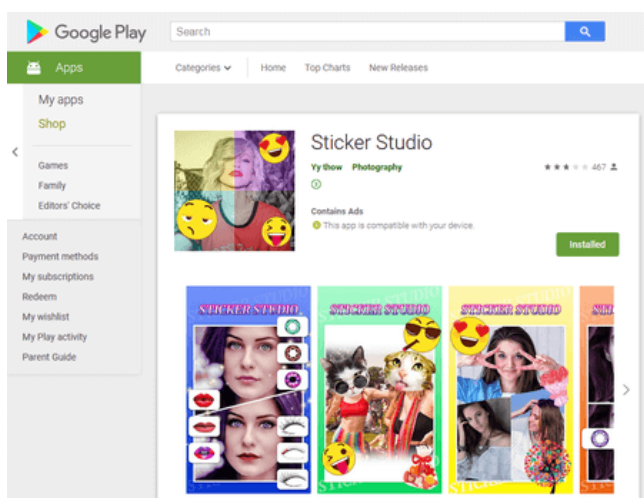 Google Play
Search
Apps
Categories
Home
Top Charts
New Releases
My apps
Shop
Games
Family
Editors' Choice
Account
Payment methods
My subscriptions
Redeem
My wishlist
My Play activity
Parent Guide
Sticker Studio
Yy thow Photography
467
Contains Ads
This app is compatible with your device.
Installed
STICKER STUDIO
STICKER STUDIO
STICKER STUDIO